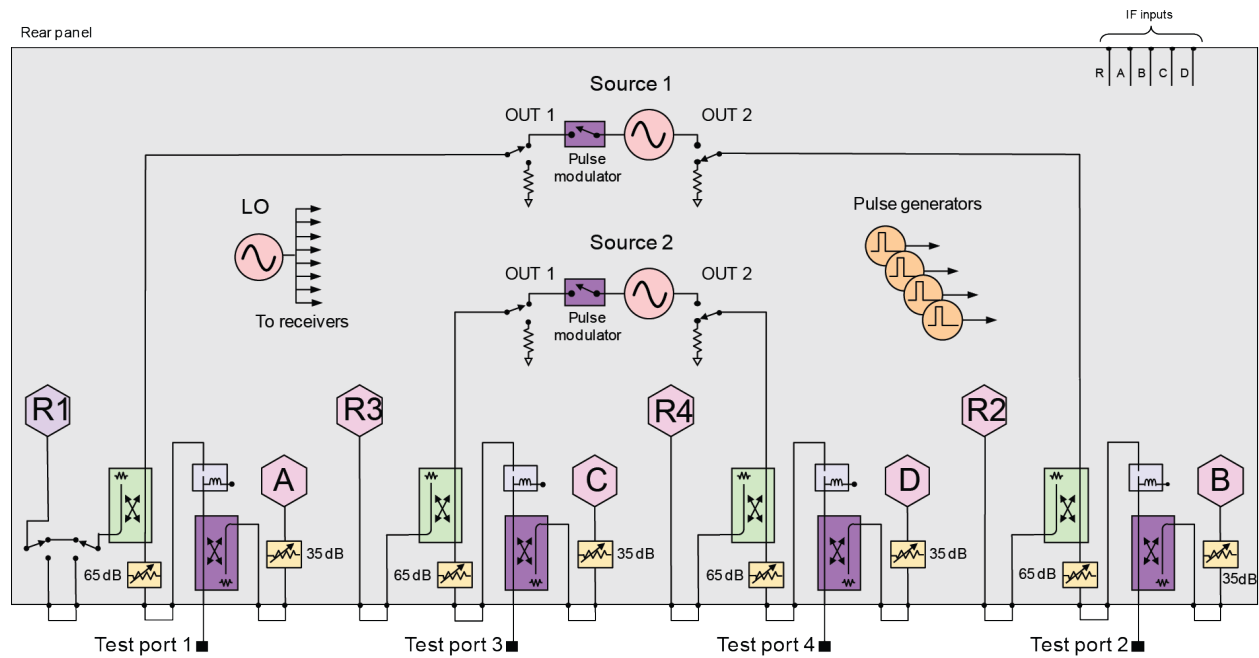 IF inputs
Rear panel
R A B C D
Source 1
OUT 1
OUT 2
Pulse
modulator
LO
To receivers
Pulse generators
Source 2
OUT 1
OUT 2
Pulse
modulator
R1
R3
R4
R2
A
C
D
B
35 dB
35 dB
35 dB
35dB
65 dB
65 dB
65 dB
65 dB
Test port 1
Test port 3
Test port 4
Test port 2